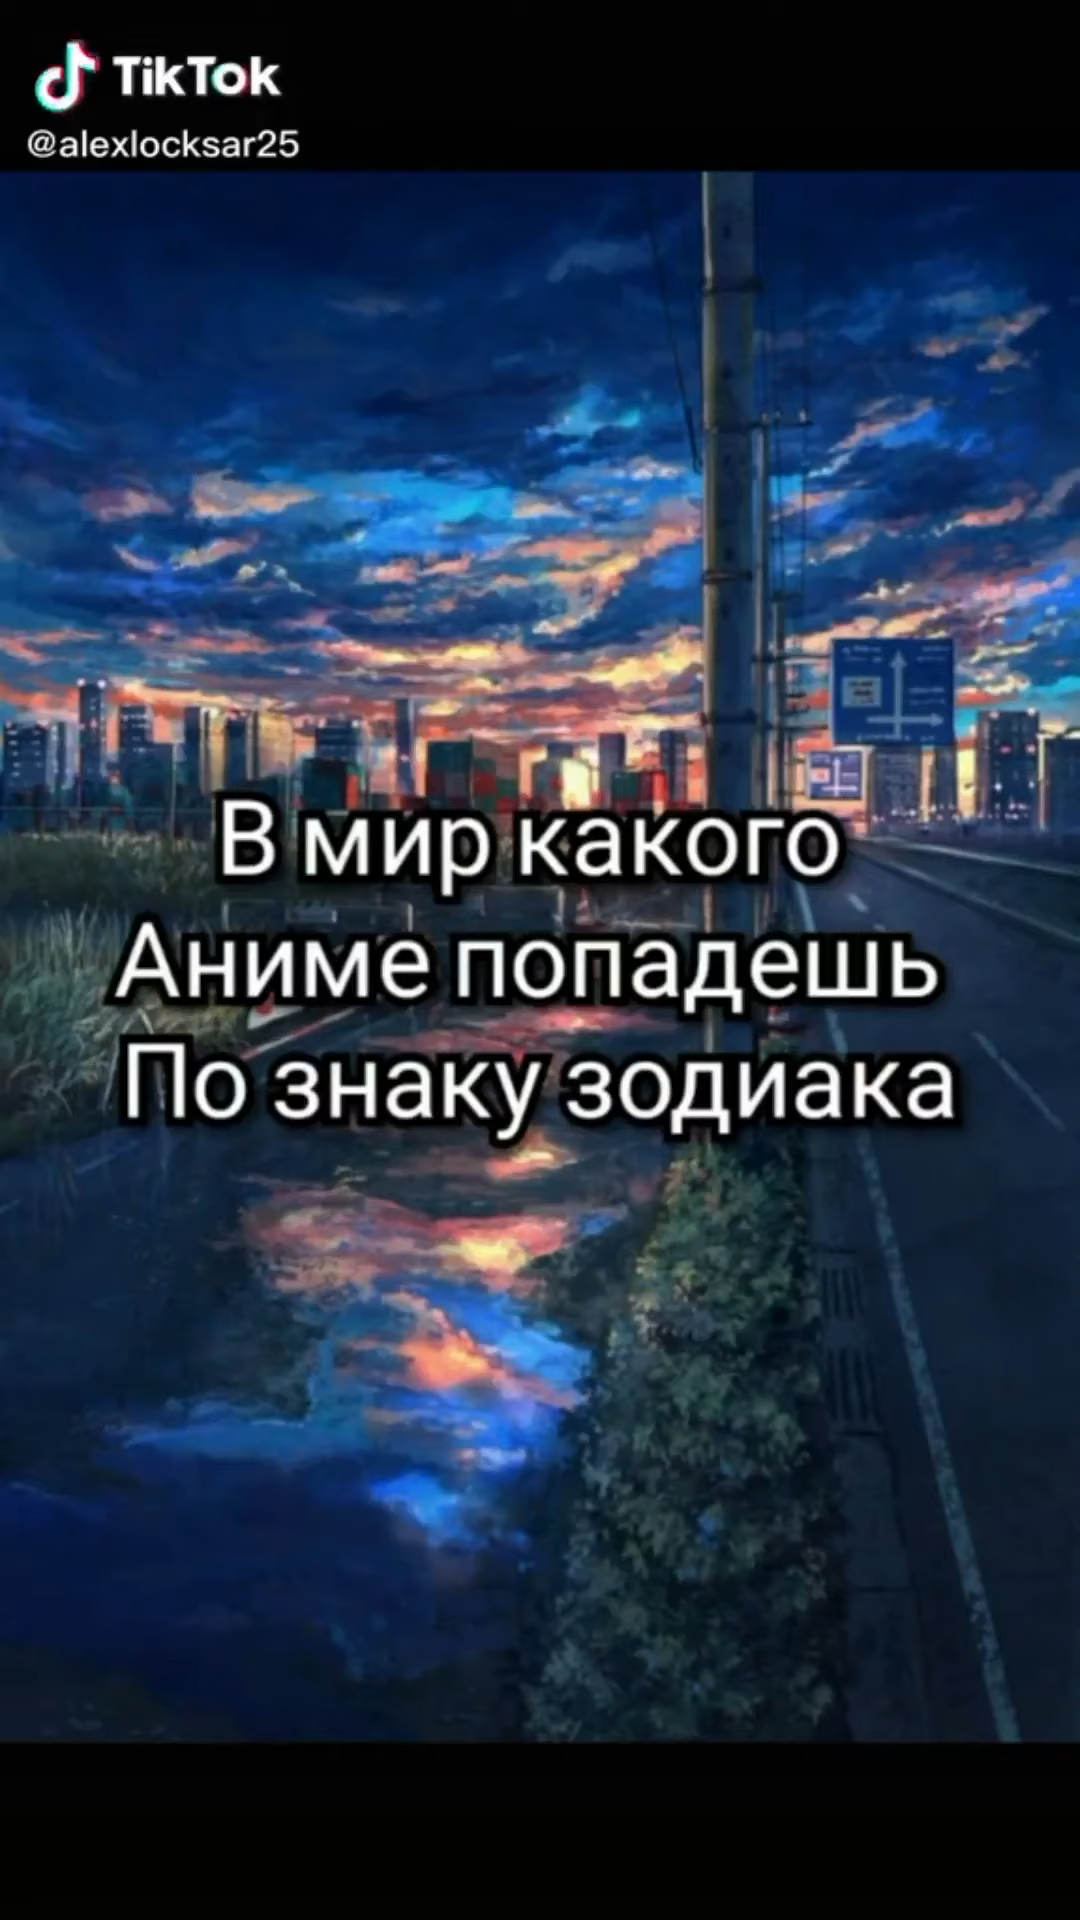 TikTok
@alexlocksar25
В мир какого
Аниме попадешь
По знаку зодиака